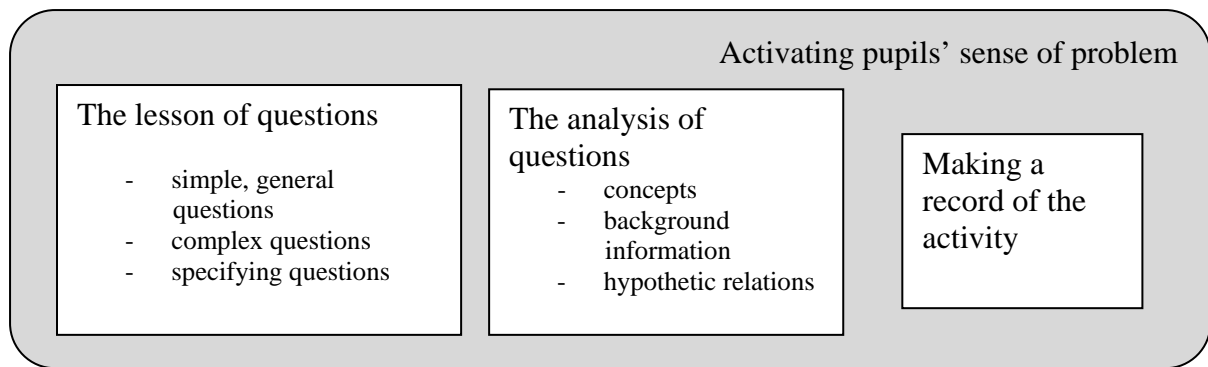 Activating pupils’ sense of problem
The lesson of questions
- simple, general
questions
- complex questions
- specifying questions
The analysis of
questions
- concepts
- background
information
- hypothetic relations
Making a
record of the
activity